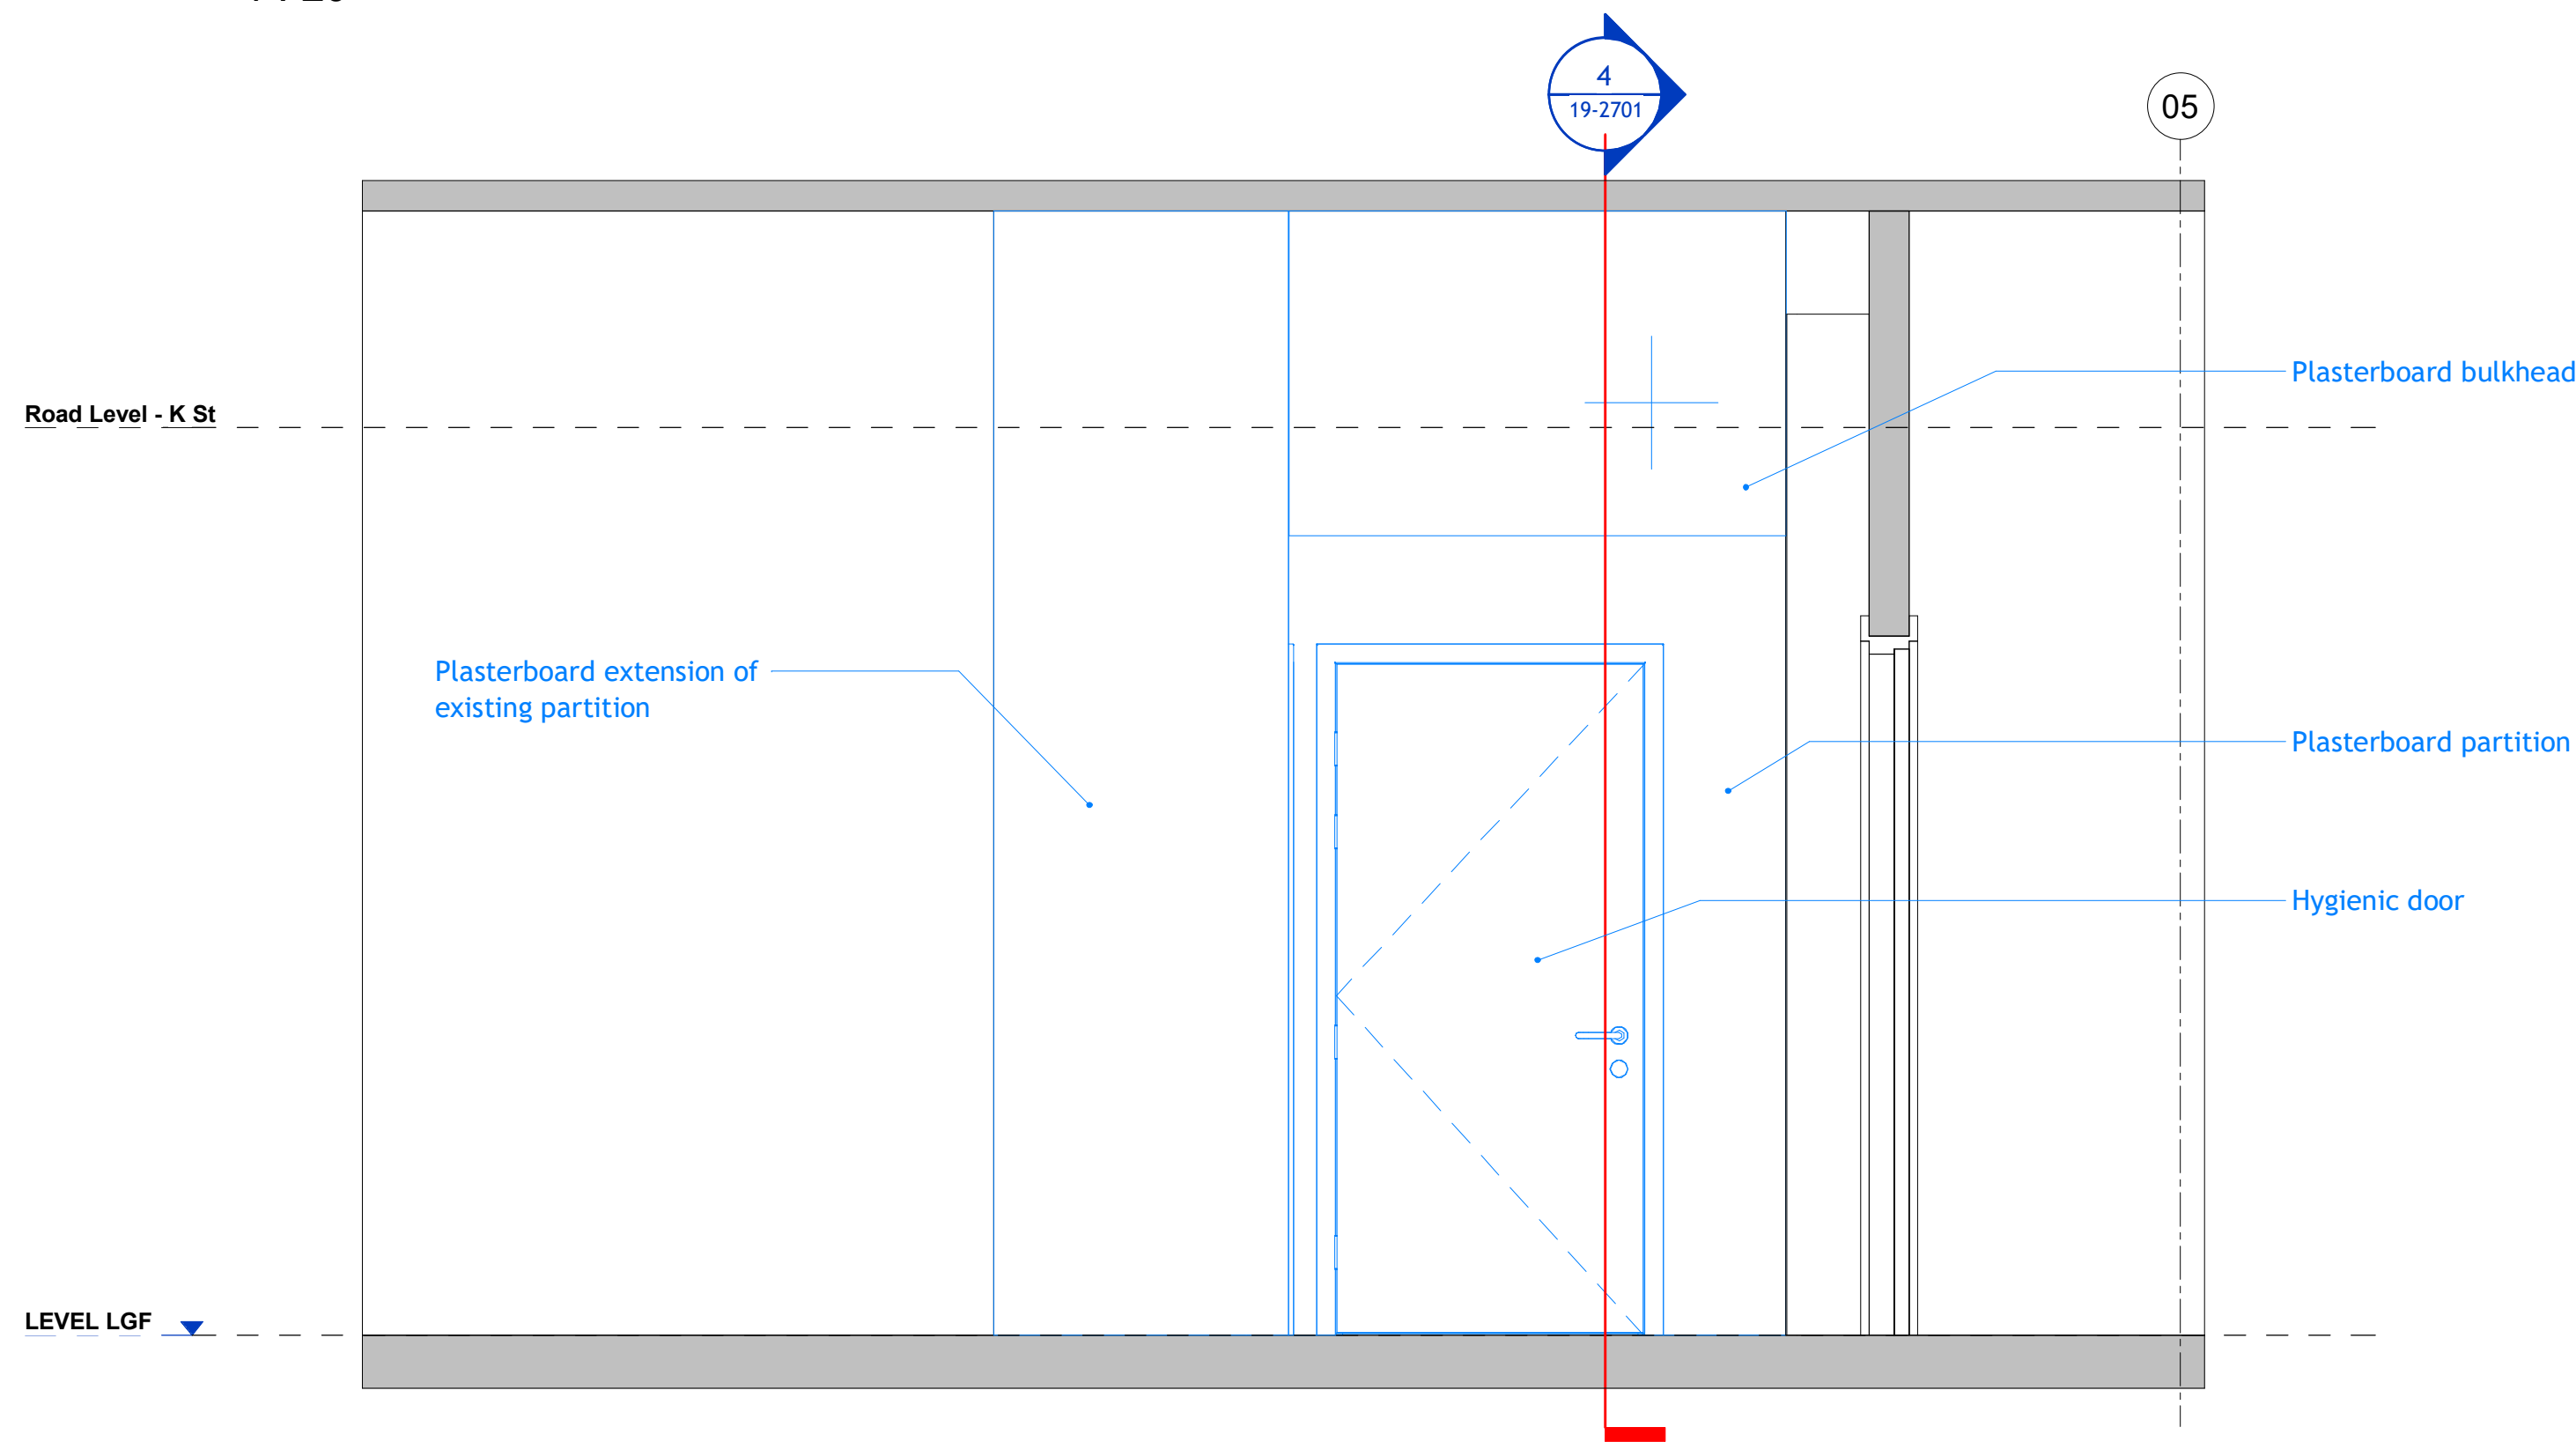 4
19-2701
05
Plasterboard bulkhead
Road Level - K St
Plasterboard extension of
existing partition
Plasterboard partition
Hygienic door
LEVEL LGF